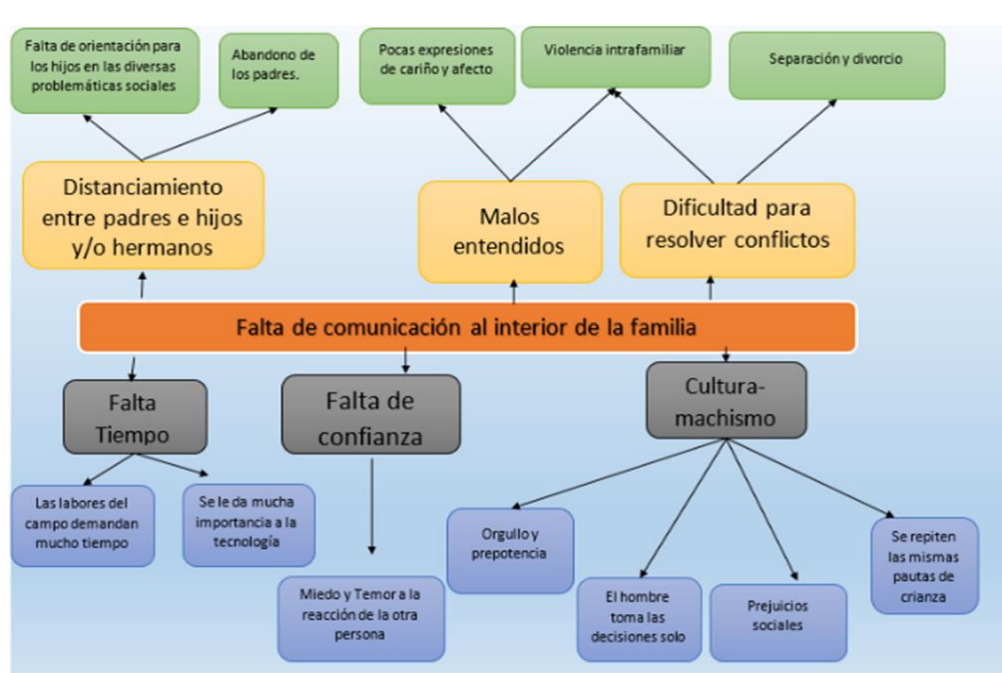 Falta de orientación para
los hijos en las diversas
problemáticas sociales
Abandono de
los padres.
Pocas expresiones
de cariño y afecto
Violencia intrafamiliar
Separación y divorcio
Distanciamiento
entre padres e hijos
y/o hermanos
Malos
entendidos
Dificultad para
resolver conflictos
Falta de comunicación al interior de la familia
Falta
Tiempo
Falta de
confianza
Cultura-
machismo
Las labores del
campo demandan
mucho tiempo
Se le da mucha
importancia a la
tecnología
Miedo y Temor a la
reacción de la otra
persona
Orgullo y
prepotencia
El hombre
toma las
decisiones solo
Prejuicios
sociales
Se repiten
las mismas
pautas de
crianza